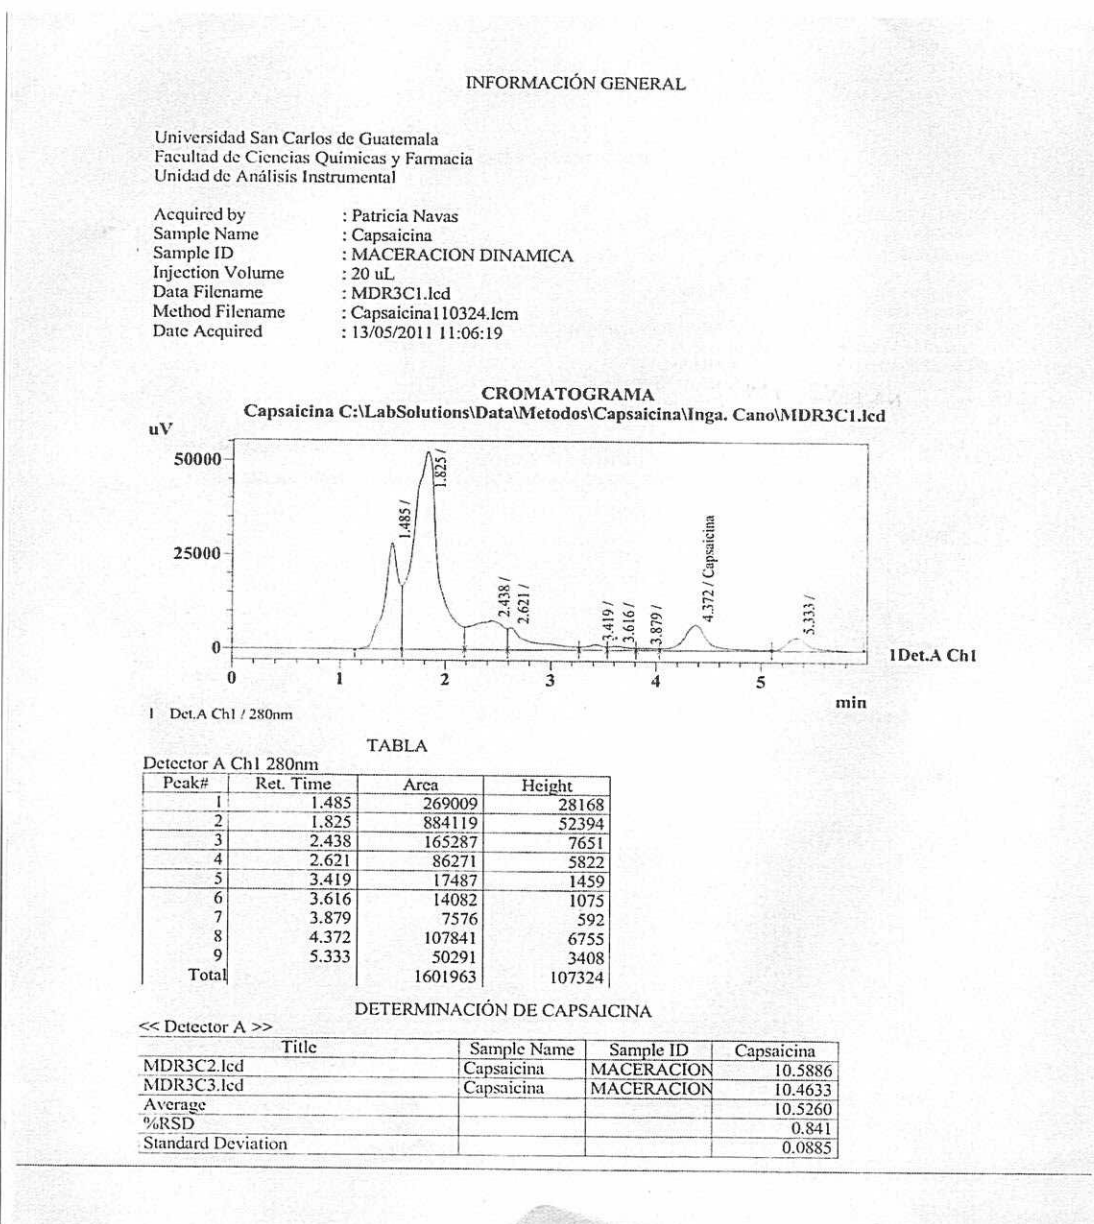 INFORMACIÓN GENERAL
Universidad San Carlos de Guatemala
Facultad de Ciencias Químicas y Farmacia
Unidad de Análisis Instrumental
Acquired by : Patricia Navas
Sample Name : Capsaicina
Sample ID : MACERACION DINAMICA
Injection Volume : 20 uL
Data Filename : MDR3C1.lcd
Method Filename : Capsaicina110324.lcm
Date Acquired : 13/05/2011 11:06:19
CROMATOGRAMA
Capsaicina C:\LabSolutions\Data\Metodos\Capsaicina\Inga. Cano\MDR3C1.lcd
uV
50000
25000
0
1.485 /
1.825 /
2.438 /
2.621 /
3.419 /
3.616 /
3.879 /
4.372 / Capsaicina
5.333 /
0 1 2 3 4 5
1Det.A Ch1
min
1 Det.A Ch1 / 280nm
TABLA
Detector A Ch1 280nm
Peak# Ret. Time Area Height
1 1.485 269009 28168
2 1.825 884119 52394
3 2.438 165287 7651
4 2.621 86271 5822
5 3.419 17487 1459
6 3.616 14082 1075
7 3.879 7576 592
8 4.372 107841 6755
9 5.333 50291 3408
Total 1601963 107324
DETERMINACIÓN DE CAPSAICINA
<< Detector A >>
Title Sample Name Sample ID Capsaicina
MDR3C2.lcd Capsaicina MACERACION 10.5886
MDR3C3.lcd Capsaicina MACERACION 10.4633
Average 10.5260
%RSD 0.841
Standard Deviation 0.0885